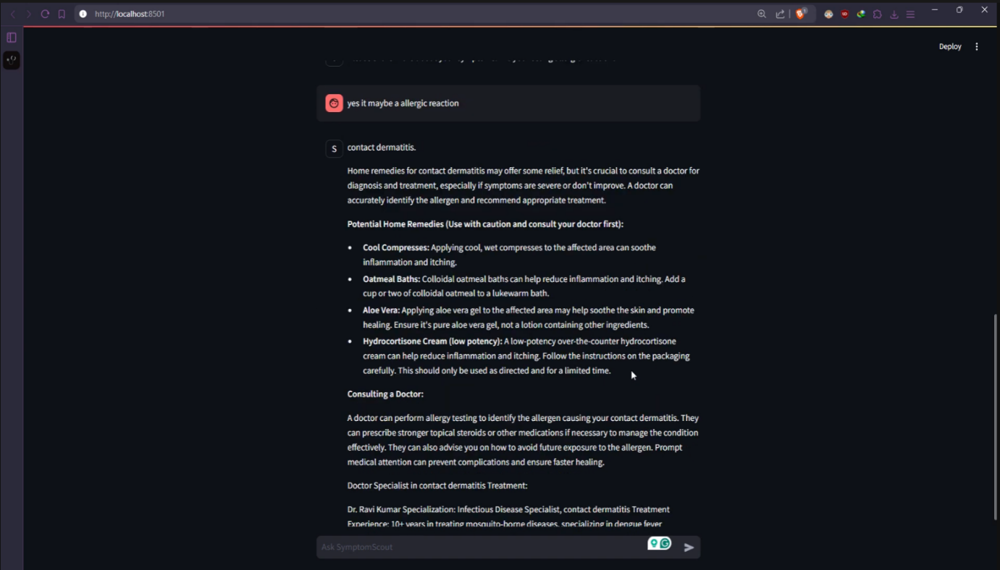 http://localhost:8501
Deploy
yes it maybe a allergic reaction
S
contact dermatitis.
Home remedies for contact dermatitis may offer some relief, but it's crucial to consult a doctor for
diagnosis and treatment, especially if symptoms are severe or don't improve. A doctor can
accurately identify the allergen and recommend appropriate treatment.
Potential Home Remedies (Use with caution and consult your doctor first):
• Cool Compresses: Applying cool, wet compresses to the affected area can soothe
inflammation and itching.
• Oatmeal Baths: Colloidal oatmeal baths can help reduce inflammation and itching. Add a
cup or two of colloidal oatmeal to a lukewarm bath.
• Aloe Vera: Applying aloe vera gel to the affected area may help soothe the skin and promote
healing. Ensure it's pure aloe vera gel, not a lotion containing other ingredients.
• Hydrocortisone Cream (low potency): A low-potency over-the-counter hydrocortisone
cream can help reduce inflammation and itching. Follow the instructions on the packaging
carefully. This should only be used as directed and for a limited time.
Consulting a Doctor:
A doctor can perform allergy testing to identify the allergen causing your contact dermatitis. They
can prescribe stronger topical steroids or other medications if necessary to manage the condition
effectively. They can also advise you on how to avoid future exposure to the allergen. Prompt
medical attention can prevent complications and ensure faster healing.
Doctor Specialist in contact dermatitis Treatment:
Dr. Ravi Kumar Specialization: Infectious Disease Specialist, contact dermatitis Treatment
Experience: 10+ years in treating mosquito-borne diseases, specializing in dengue fever
Ask SymptomScout